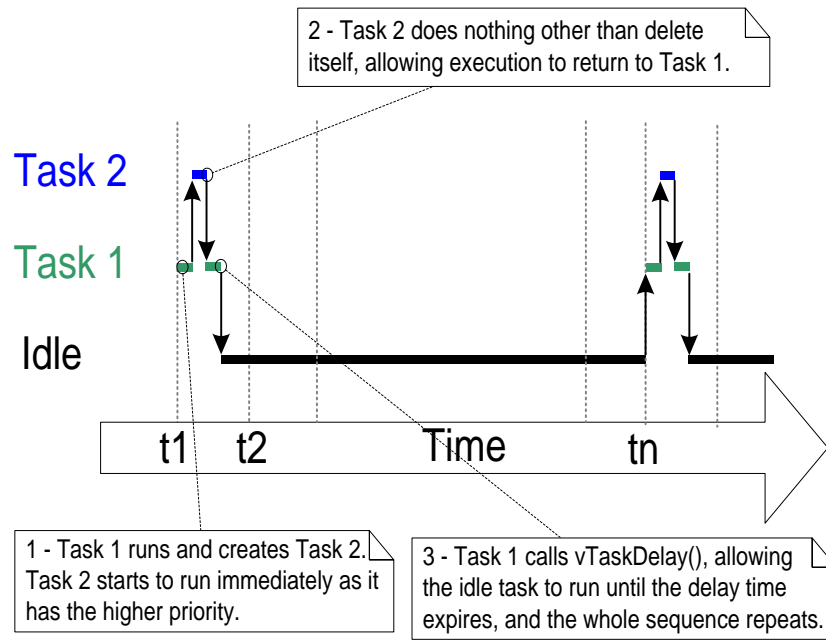 2 - Task 2 does nothing other than delete
itself, allowing execution to return to Task 1.
Task 2
Task 1
Idle
t1
t2
Time
tn
1 - Task 1 runs and creates Task 2.
Task 2 starts to run immediately as it
has the higher priority.
3 - Task 1 calls vTaskDelay(), allowing
the idle task to run until the delay time
expires, and the whole sequence repeats.